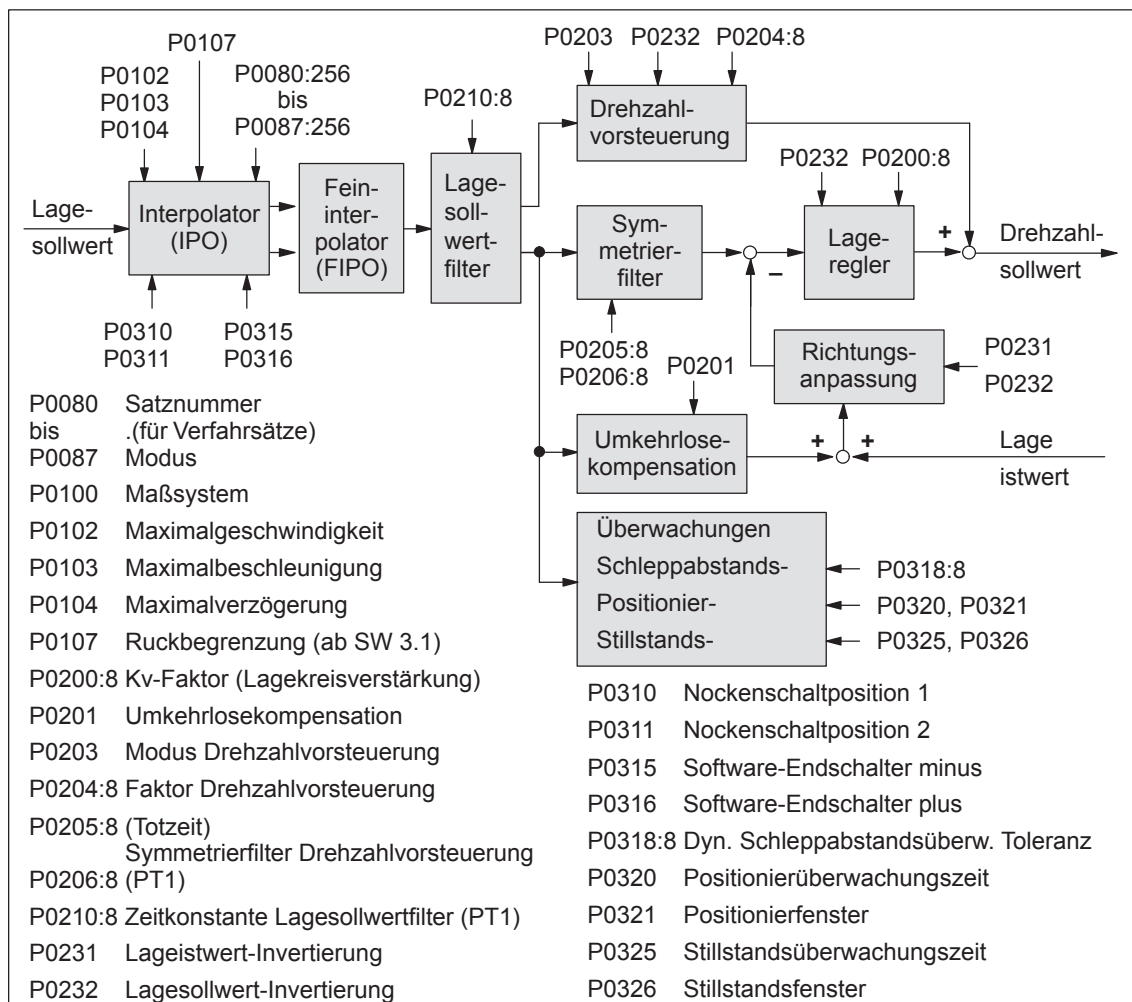 P0107
P0203
P0232
P0204:8
P0102
P0103
P0104
P0080:256
bis
P0087:256
P0210:8
Drehzahl-
vorsteuerung
P0232
P0200:8
Lage-
sollwert
Interpolator
(IPO)
Fein-
inter-
polator
(FIPO)
Lage-
soll-
wert-
filter
Sym-
metrier-
filter
–
Lage-
regler
+
Drehzahl-
sollwert
P0310
P0311
P0315
P0316
P0205:8
P0206:8
P0201
Richtungs-
anpassung
P0231
P0232
Umkehrlose-
kompensation
+
+
Lage
istwert
Überwachungen
Schleppabstands-
Positionier-
Stillstands-
P0318:8
P0320, P0321
P0325, P0326
P0080 Satznummer
bis .(für Verfahrsätze)
P0087 Modus
P0100 Maßsystem
P0102 Maximalgeschwindigkeit
P0103 Maximalbeschleunigung
P0104 Maximalverzögerung
P0107 Ruckbegrenzung (ab SW 3.1)
P0200:8 Kv-Faktor (Lagekreisverstärkung)
P0201 Umkehrlosekompensation
P0203 Modus Drehzahlvorsteuerung
P0204:8 Faktor Drehzahlvorsteuerung
P0205:8 (Totzeit)
Symmetrierfilter Drehzahlvorsteuerung
P0206:8 (PT1)
P0210:8 Zeitkonstante Lagesollwertfilter (PT1)
P0231 Lageistwert-Invertierung
P0232 Lagesollwert-Invertierung
P0310 Nockenschaltposition 1
P0311 Nockenschaltposition 2
P0315 Software-Endschalter minus
P0316 Software-Endschalter plus
P0318:8 Dyn. Schleppabstandsüberw. Toleranz
P0320 Positionierüberwachungszeit
P0321 Positionierfenster
P0325 Stillstandsüberwachungszeit
P0326 Stillstandsfenster